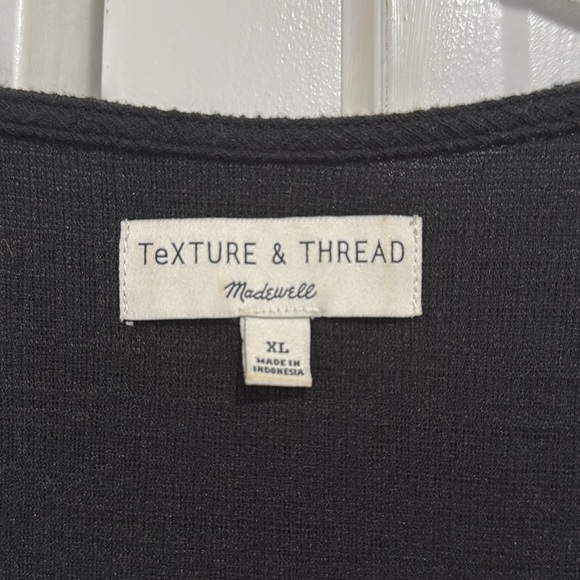 TeXTURE & THREAD
Madewell
XL
MADE IN
INDONESIA